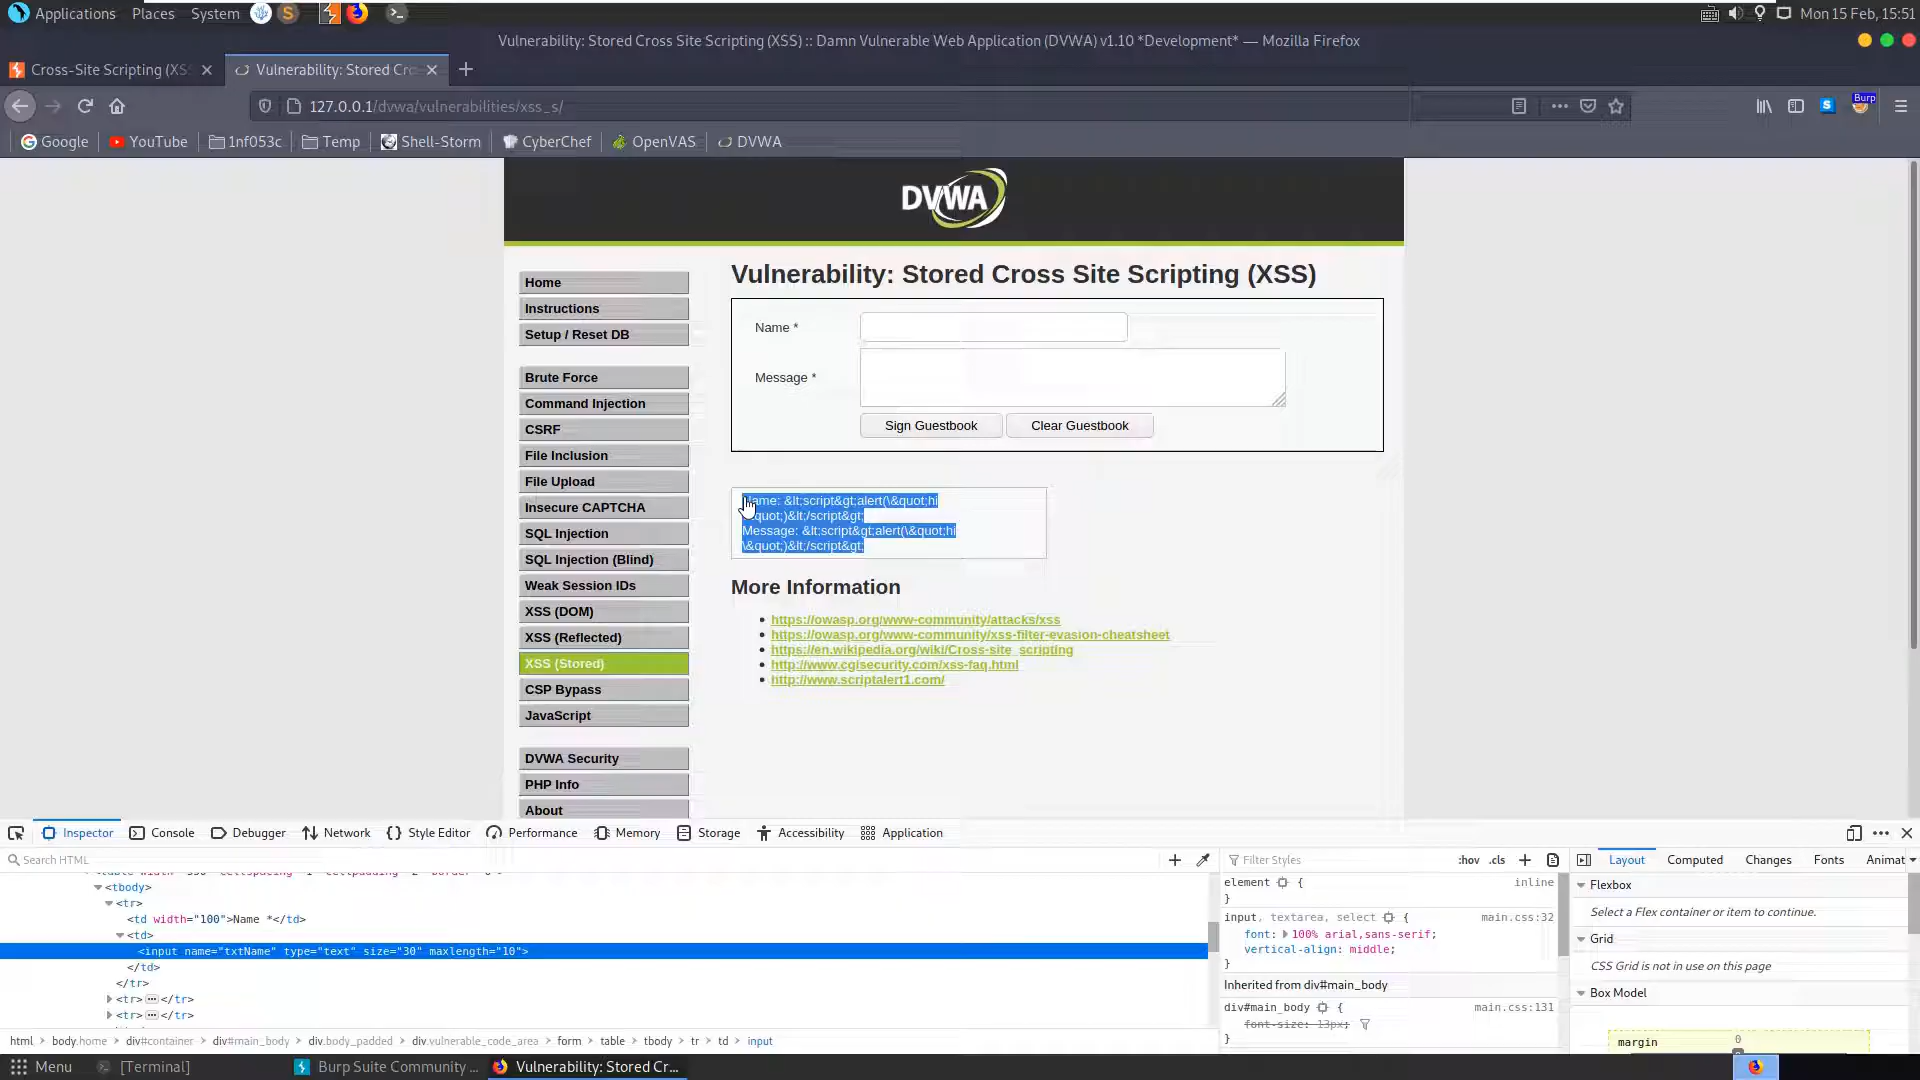 Applications Places System Mon 15 Feb, 15:51
Vulnerability: Stored Cross Site Scripting (XSS) :: Damn Vulnerable Web Application (DVWA) v1.10 *Development* — Mozilla Firefox
Cross-Site Scripting (XSS Vulnerability: Stored Cro
127.0.0.1/dvwa/vulnerabilities/xss_s/ Burp
Google YouTube 1nf053c Temp Shell-Storm CyberChef OpenVAS DVWA
DVWA
Vulnerability: Stored Cross Site Scripting (XSS)
Home
Instructions
Setup / Reset DB
Brute Force
Command Injection
CSRF
File Inclusion
File Upload
Insecure CAPTCHA
SQL Injection
SQL Injection (Blind)
Weak Session IDs
XSS (DOM)
XSS (Reflected)
XSS (Stored)
CSP Bypass
JavaScript
DVWA Security
PHP Info
About
Name *
Message *
Sign Guestbook Clear Guestbook
Name: &lt;script&gt;alert(\&quot;hi
\&quot;)&lt;/script&gt;
Message: &lt;script&gt;alert(\&quot;hi
\&quot;)&lt;/script&gt;
More Information
https://owasp.org/www-community/attacks/xss
https://owasp.org/www-community/xss-filter-evasion-cheatsheet
https://en.wikipedia.org/wiki/Cross-site_scripting
http://www.cgisecurity.com/xss-faq.html
http://www.scriptalert1.com/
Inspector Console Debugger Network Style Editor Performance Memory Storage Accessibility Application
Search HTML
<tbody>
<tr>
<td width="100">Name *</td>
<td>
<input name="txtName" type="text" size="30" maxlength="10">
</td>
</tr>
<tr> </tr>
<tr> </tr>
html body.home div#container div#main_body div.body_padded div.vulnerable_code_area form table tbody tr td input
Filter Styles :hov .cls
element { inline
}
input, textarea, select { main.css:32
font: 100% arial,sans-serif;
vertical-align: middle;
}
Inherited from div#main_body
div#main_body { main.css:131
font-size: 13px;
}
Layout Computed Changes Fonts Animat
Flexbox
Select a Flex container or item to continue.
Grid
CSS Grid is not in use on this page
Box Model
margin 0
Menu [Terminal] Burp Suite Community ... Vulnerability: Stored Cr...